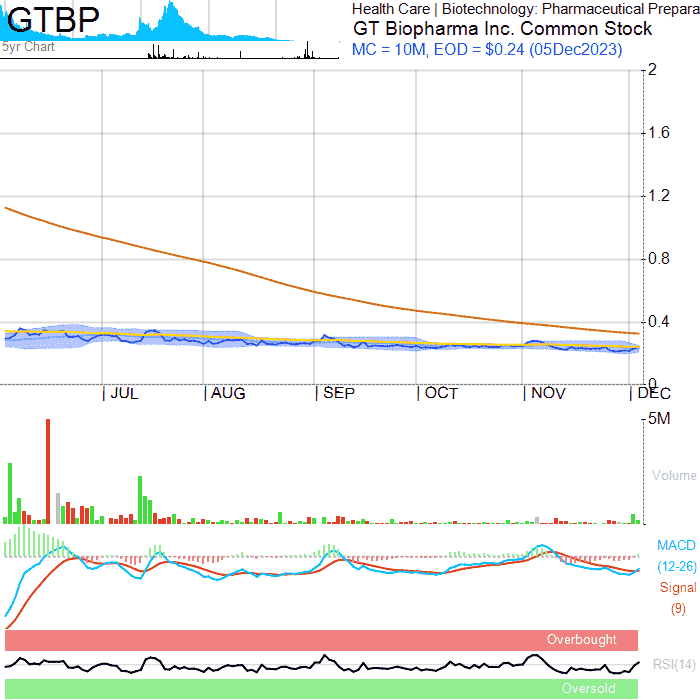 GTBP
5yr Chart
Health Care | Biotechnology: Pharmaceutical Prepara
GT Biopharma Inc. Common Stock
MC = 10M, EOD = $0.24 (05Dec2023)
2
1.6
1.2
0.8
0.4
0
JUL
AUG
SEP
OCT
NOV
DEC
5M
Volume
MACD
(12-26)
Signal
(9)
Overbought
RSI(14)
Oversold